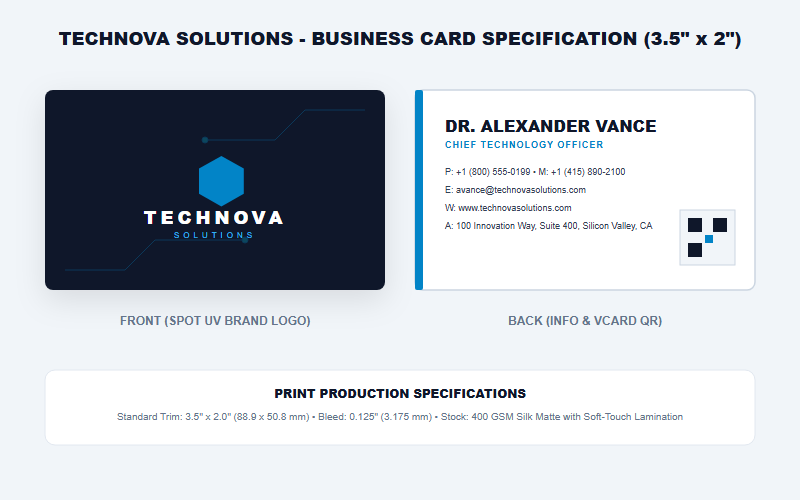 TECHNOVA SOLUTIONS - BUSINESS CARD SPECIFICATION (3.5" x 2")
TECHNOVA
SOLUTIONS
FRONT (SPOT UV BRAND LOGO)
DR. ALEXANDER VANCE
CHIEF TECHNOLOGY OFFICER
P: +1 (800) 555-0199 • M: +1 (415) 890-2100
E: avance@technovasolutions.com
W: www.technovasolutions.com
A: 100 Innovation Way, Suite 400, Silicon Valley, CA
BACK (INFO & VCARD QR)
PRINT PRODUCTION SPECIFICATIONS
Standard Trim: 3.5" x 2.0" (88.9 x 50.8 mm) • Bleed: 0.125" (3.175 mm) • Stock: 400 GSM Silk Matte with Soft-Touch Lamination